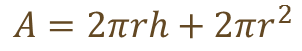 A = 2πrh + 2πr²